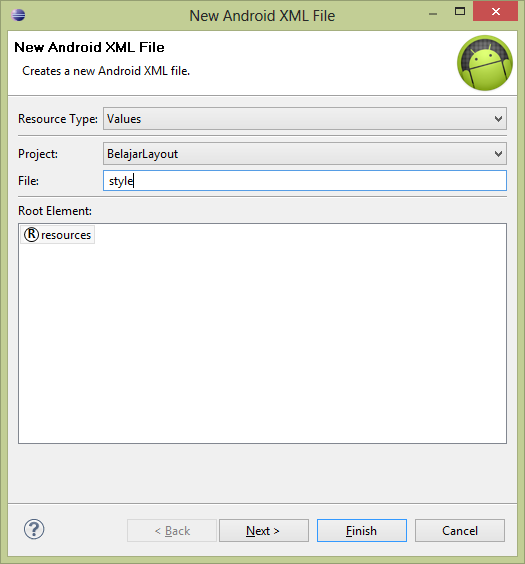 New Android XML File
New Android XML File
Creates a new Android XML file.
Resource Type: Values
Project: BelajarLayout
File: style
Root Element:
R resources
? < Back Next > Finish Cancel